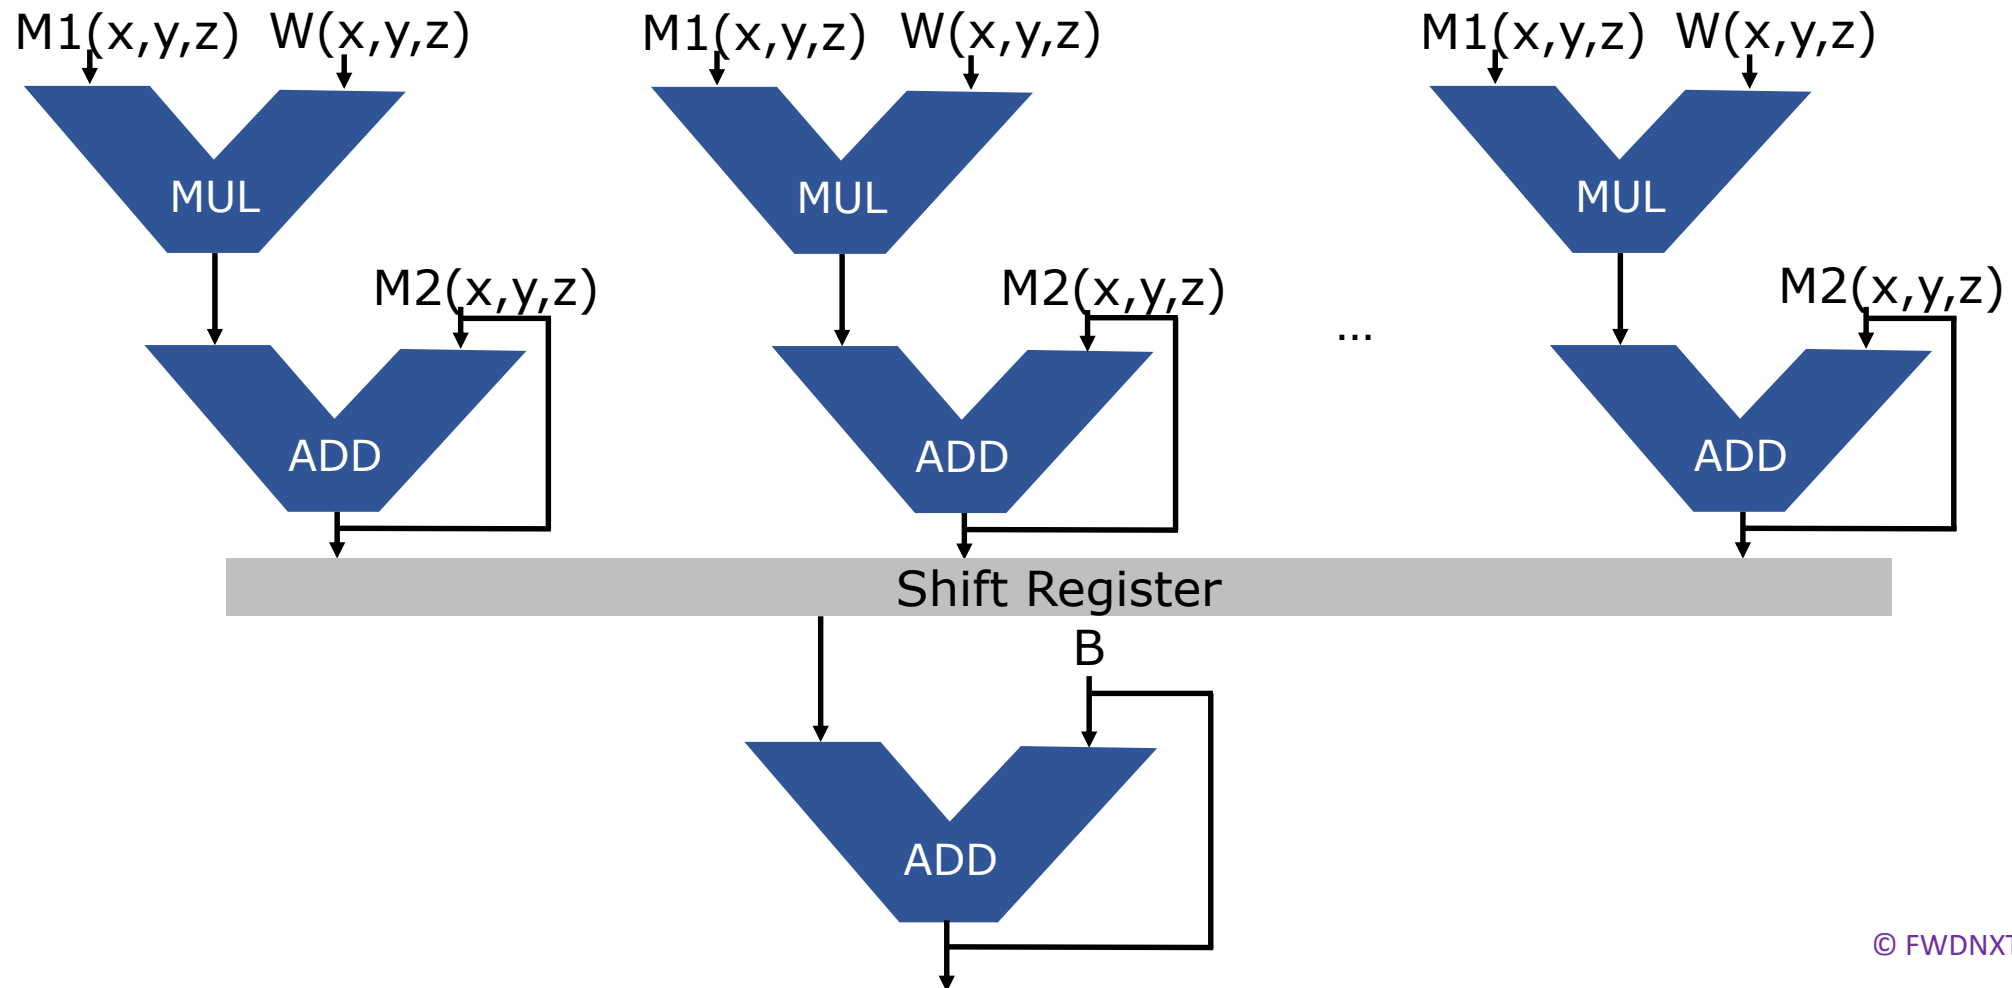 M1(x,y,z) W(x,y,z) M1(x,y,z) W(x,y,z) M1(x,y,z) W(x,y,z)
MUL MUL MUL
M2(x,y,z) M2(x,y,z) M2(x,y,z)
...
ADD ADD ADD
Shift Register
B
ADD
© FWDNXT